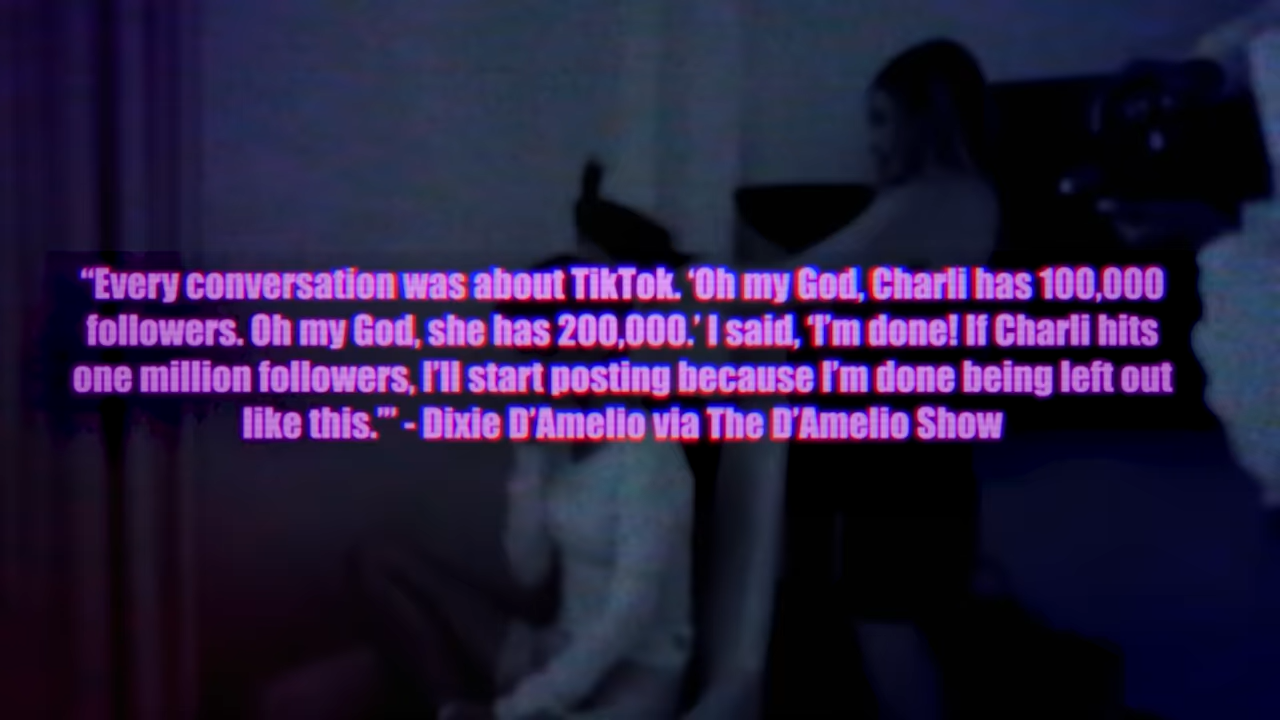 “Every conversation was about TikTok. ‘Oh my God, Charli has 100,000
followers. Oh my God, she has 200,000.’ I said, ‘I’m done! If Charli hits
one million followers, I’ll start posting because I’m done being left out
like this.’” - Dixie D’Amelio via The D’Amelio Show